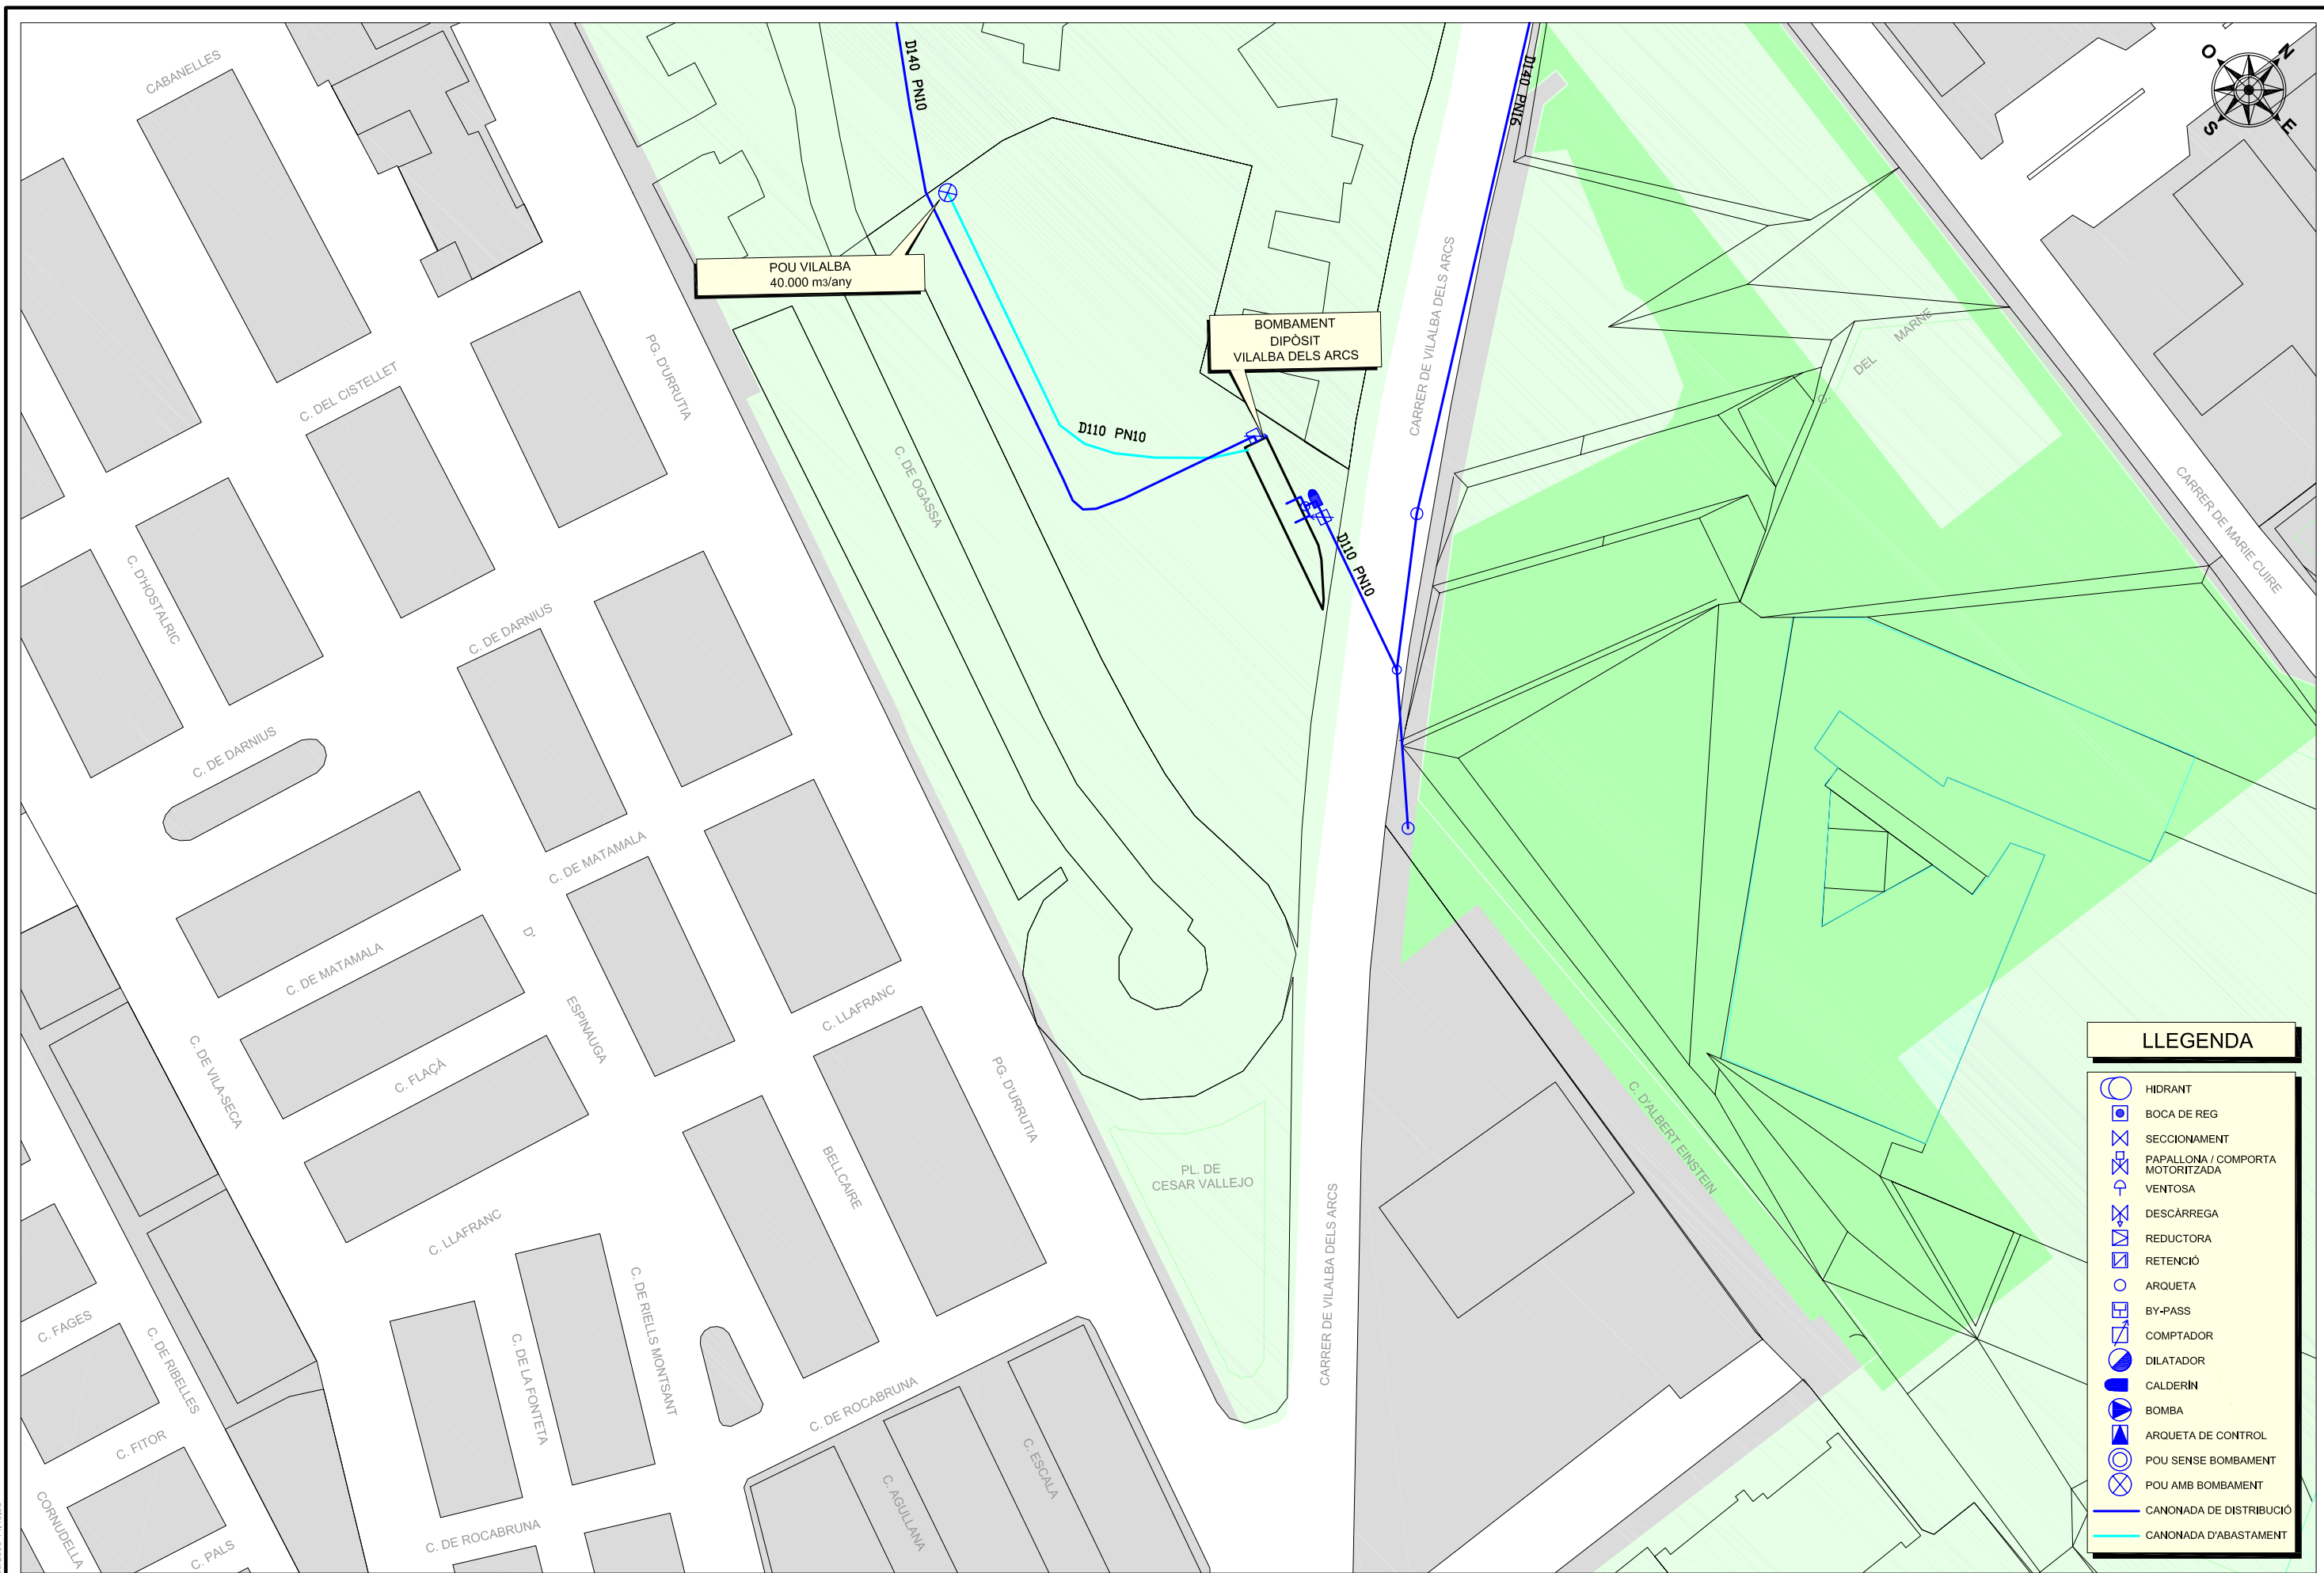 CABANELLES
D140 PN10
D140 PN16
O
N
S
E
POU VILALBA
40.000 m3/any
BOMBAMENT
DIPÒSIT
VILALBA DELS ARCS
CARRER DE VILALBA DELS ARCS
C. DEL MARNE
PG. D'URRUTIA
C. DEL CISTELLET
D110 PN10
C. DE OGASSA
CARRER DE MARIE CUIRE
C. D'HOSTALRIC
D110 PN10
C. DE DARNIUS
C. DE DARNIUS
C. DE MATAMALA
C. DE MATAMALA
D'
ESPINAUGA
C. LLAFRANC
C. DE VILA-SECA
C. FLAÇÀ
PG. D'URRUTIA
C. D'ALBERT EINSTEIN
BELLCAIRE
PL. DE
CESAR VALLEJO
C. LLAFRANC
CARRER DE VILALBA DELS ARCS
C. DE RIELLS MONTSANT
C. FAGES
C. DE RIBELLES
C. DE LA FONTETA
C. DE ROCABRUNA
C. FITOR
C. ESCALA
C. AGULLANA
CORNUDELLA
C. PALS
C. DE ROCABRUNA
LLEGENDA
HIDRANT
BOCA DE REG
SECCIONAMENT
PAPALLONA / COMPORTA
MOTORITZADA
VENTOSA
DESCÀRREGA
REDUCTORA
RETENCIÓ
ARQUETA
BY-PASS
COMPTADOR
DILATADOR
CALDERÍN
BOMBA
ARQUETA DE CONTROL
POU SENSE BOMBAMENT
POU AMB BOMBAMENT
CANONADA DE DISTRIBUCIÓ
CANONADA D'ABASTAMENT